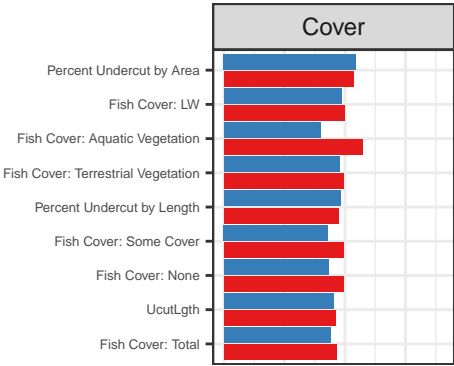 Cover
Percent Undercut by Area
Fish Cover: LW
Fish Cover: Aquatic Vegetation
Fish Cover: Terrestrial Vegetation
Percent Undercut by Length
Fish Cover: Some Cover
Fish Cover: None
UcutLgth
Fish Cover: Total